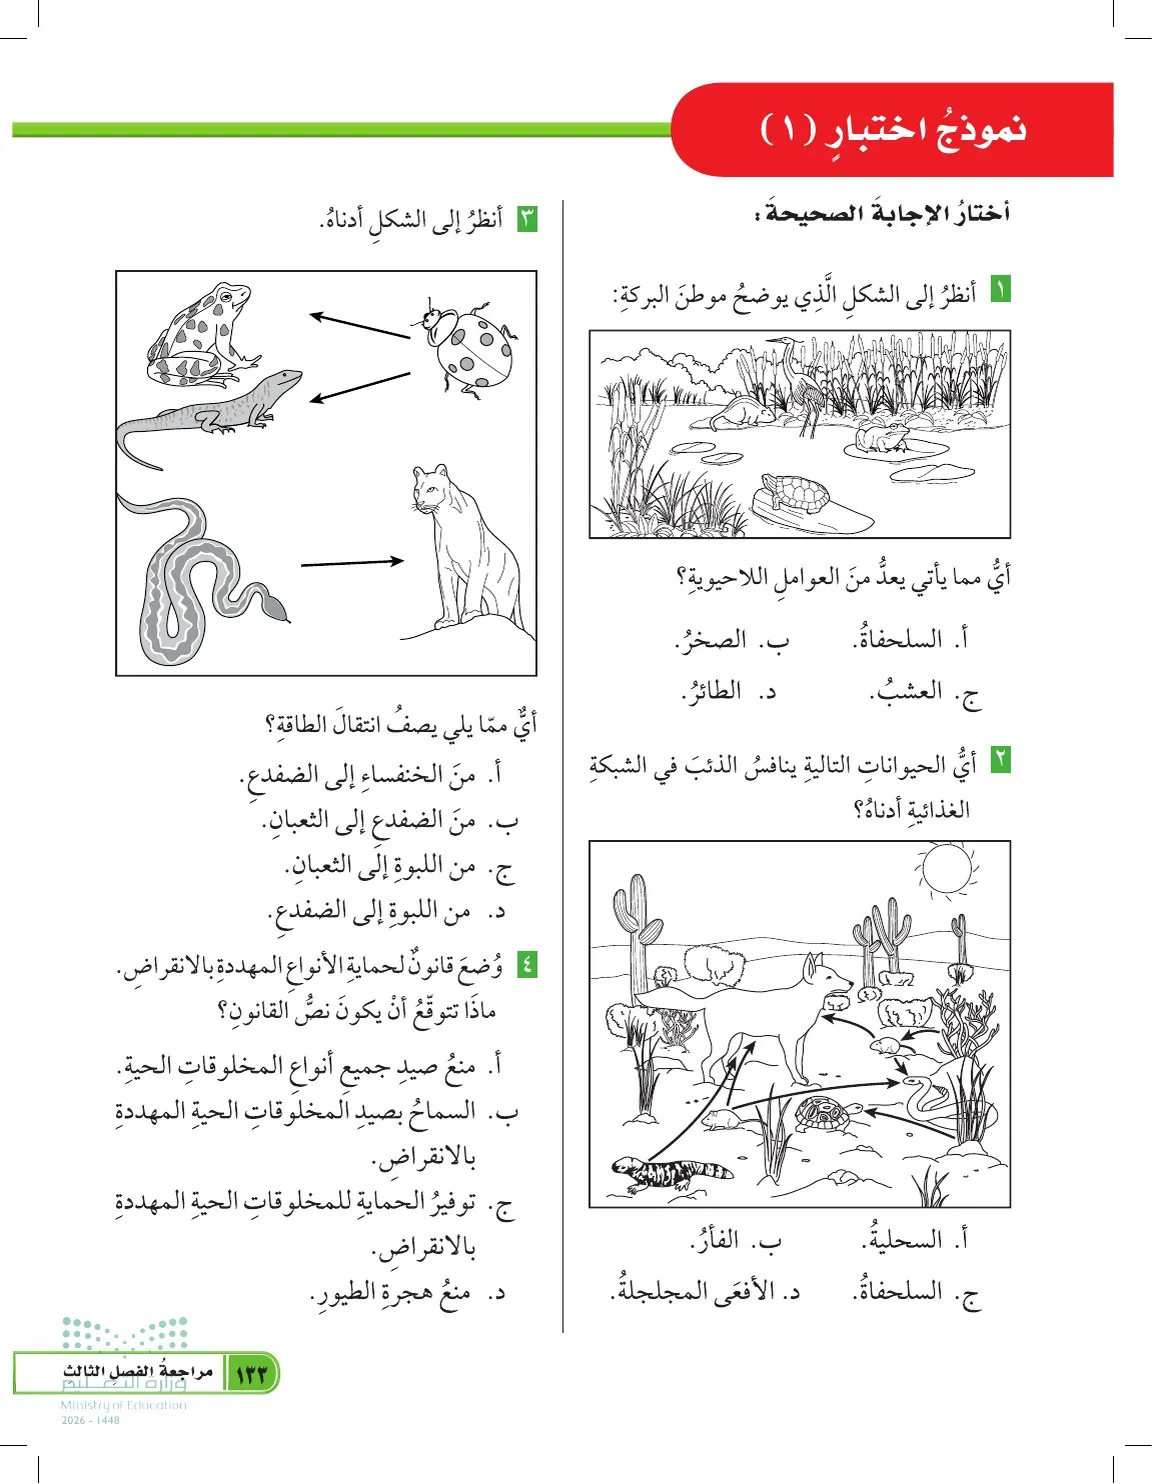 نموذجُ اختبارٍ (١)
أختارُ الإجابةَ الصحيحةَ :
١ أنظرُ إلى الشكلِ الَّذِي يوضحُ موطنَ البركةِ:
أيُّ مما يأتي يعدُّ منَ العواملِ اللاحيويةِ؟
أ. السلحفاةُ. ب. الصخرُ.
ج. العشبُ. د. الطائرُ.
٢ أيُّ الحيواناتِ التاليةِ ينافسُ الذئبَ في الشبكةِ
الغذائيةِ أدناهُ؟
أ. السحليةُ. ب. الفأرُ.
ج. السلحفاةُ. د. الأفعَى المجلجلةُ.
٣ أنظرُ إلى الشكلِ أدناهُ.
أيٌّ ممّا يلي يصفُ انتقالَ الطاقةِ؟
أ. منَ الخنفساءِ إلى الضفدعِ.
ب. منَ الضفدعِ إلى الثعبانِ.
ج. من اللبوةِ إلَى الثعبانِ.
د. من اللبوةِ إلى الضفدعِ.
٤ وُضعَ قانونٌ لحمايةِ الأنواعِ المهددةِ بالانقراضِ.
ماذَا تتوقّعُ أنْ يكونَ نصُّ القانونِ؟
أ. منعُ صيدِ جميعِ أنواعِ المخلوقاتِ الحيةِ.
ب. السماحُ بصيدِ المخلوقاتِ الحيةِ المهددةِ
بالانقراضِ.
ج. توفيرُ الحمايةِ للمخلوقاتِ الحيةِ المهددةِ
بالانقراضِ.
د. منعُ هجرةِ الطيورِ.
مراجعةُ الفصلِ الثالثِ ١٣٣
وزارة التعليم
Ministry of Education
2026 - 1448